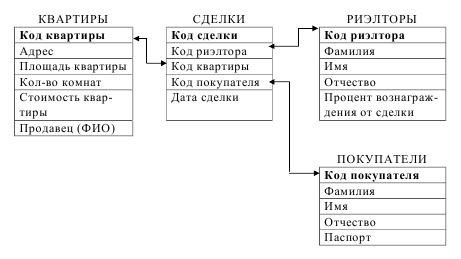 КВАРТИРЫ
Код квартиры
Адрес
Площадь квартиры
Кол-во комнат
Стоимость квар-
тиры
Продавец (ФИО)
СДЕЛКИ
Код сделки
Код риэлтора
Код квартиры
Код покупателя
Дата сделки
РИЭЛТОРЫ
Код риэлтора
Фамилия
Имя
Отчество
Процент вознаграж-
дения от сделки
ПОКУПАТЕЛИ
Код покупателя
Фамилия
Имя
Отчество
Паспорт